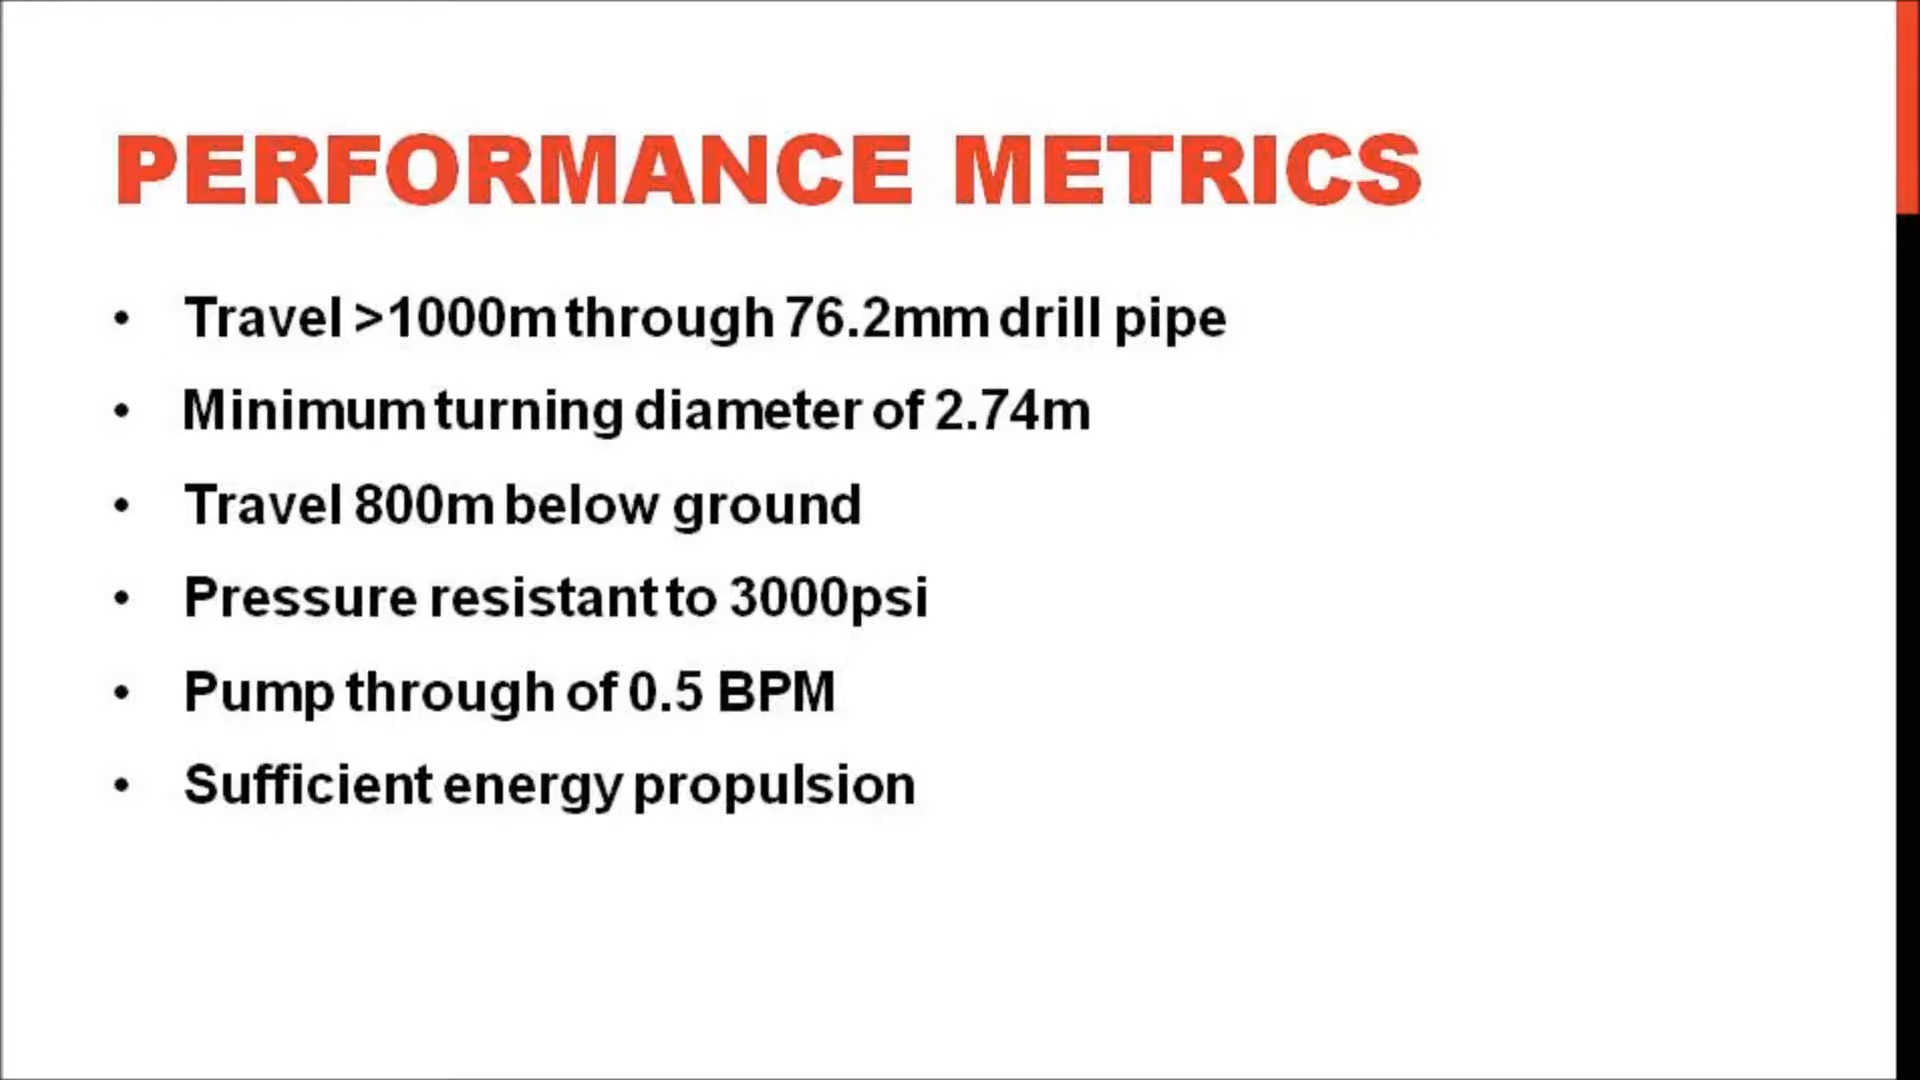 PERFORMANCE METRICS
• Travel >1000m through 76.2mm drill pipe
• Minimum turning diameter of 2.74m
• Travel 800m below ground
• Pressure resistant to 3000psi
• Pump through of 0.5 BPM
• Sufficient energy propulsion